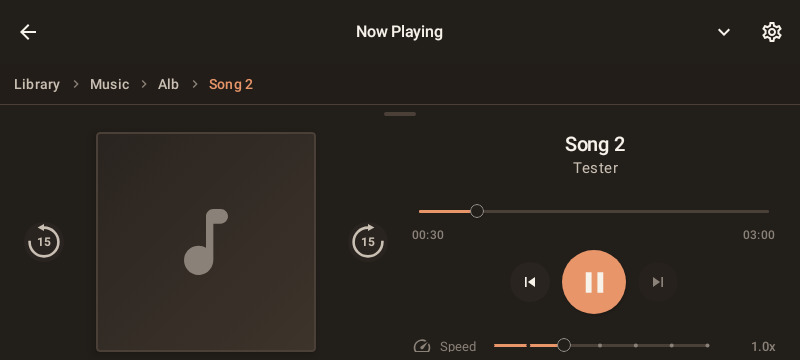 Now Playing
Library > Music > Alb > Song 2
Song 2
Tester
15
15
00:30 03:00
Speed 1.0x